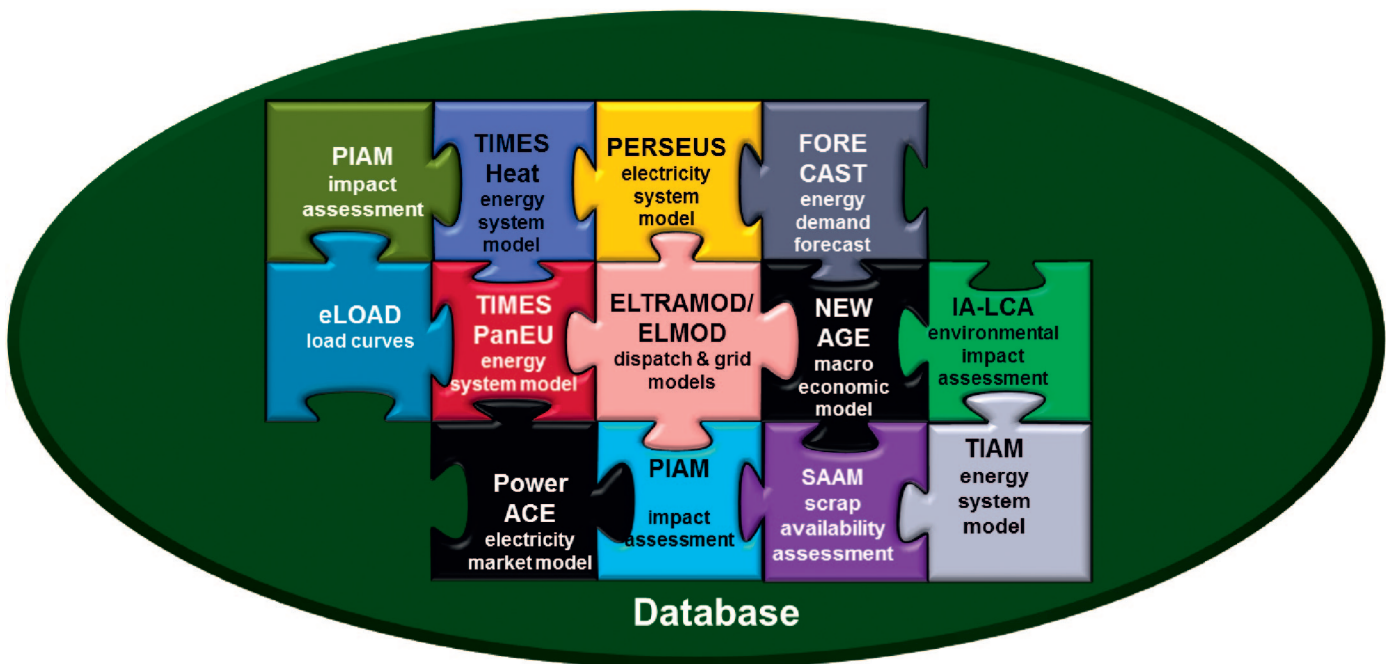 PIAM
impact
assessment
TIMES
Heat
energy
system
model
PERSEUS
electricity
system
model
FORE
CAST
energy
demand
forecast
eLOAD
load curves
TIMES
PanEU
energy
system model
ELTRAMOD/
ELMOD
dispatch & grid
models
NEW
AGE
macro
economic
model
IA-LCA
environmental
impact
assessment
Power
ACE
electricity
market model
PIAM
impact
assessment
SAAM
scrap
availability
assessment
TIAM
energy
system
model
Database